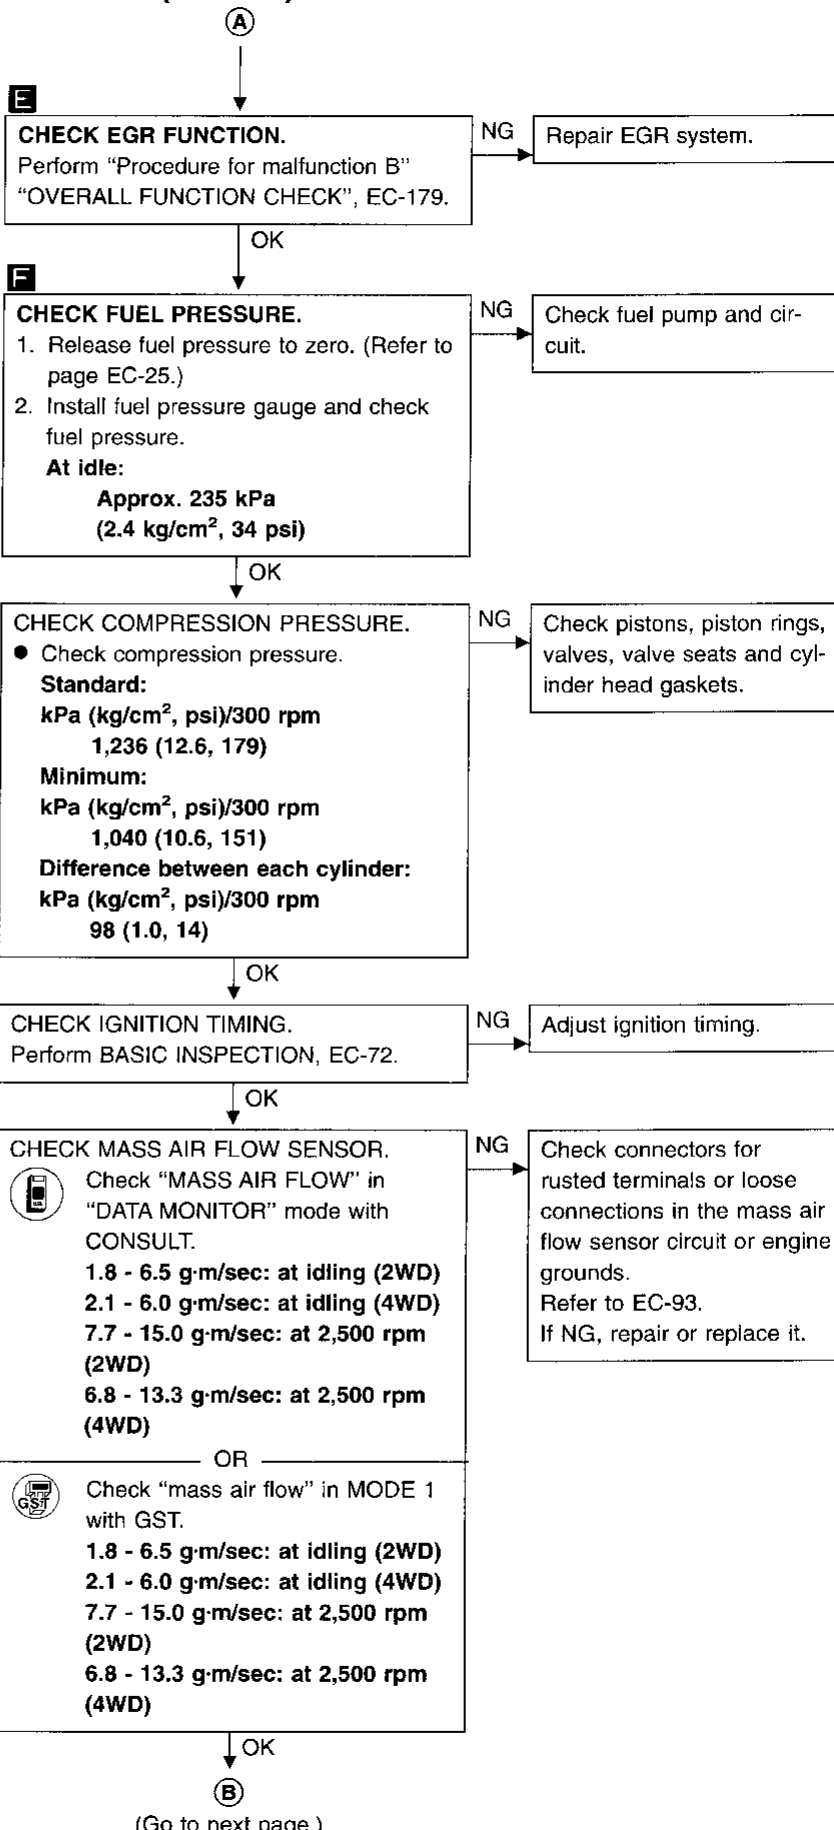 A
E
CHECK EGR FUNCTION.
Perform “Procedure for malfunction B”
“OVERALL FUNCTION CHECK”, EC-179.
NG
Repair EGR system.
OK
F
CHECK FUEL PRESSURE.
1. Release fuel pressure to zero. (Refer to
page EC-25.)
2. Install fuel pressure gauge and check
fuel pressure.
At idle:
Approx. 235 kPa
(2.4 kg/cm², 34 psi)
NG
Check fuel pump and cir-
cuit.
OK
CHECK COMPRESSION PRESSURE.
● Check compression pressure.
Standard:
kPa (kg/cm², psi)/300 rpm
1,236 (12.6, 179)
Minimum:
kPa (kg/cm², psi)/300 rpm
1,040 (10.6, 151)
Difference between each cylinder:
kPa (kg/cm², psi)/300 rpm
98 (1.0, 14)
NG
Check pistons, piston rings,
valves, valve seats and cyl-
inder head gaskets.
OK
CHECK IGNITION TIMING.
Perform BASIC INSPECTION, EC-72.
NG
Adjust ignition timing.
OK
CHECK MASS AIR FLOW SENSOR.
Check “MASS AIR FLOW” in
“DATA MONITOR” mode with
CONSULT.
1.8 - 6.5 g·m/sec: at idling (2WD)
2.1 - 6.0 g·m/sec: at idling (4WD)
7.7 - 15.0 g·m/sec: at 2,500 rpm
(2WD)
6.8 - 13.3 g·m/sec: at 2,500 rpm
(4WD)
NG
Check connectors for
rusted terminals or loose
connections in the mass air
flow sensor circuit or engine
grounds.
Refer to EC-93.
If NG, repair or replace it.
OR
GST
Check “mass air flow” in MODE 1
with GST.
1.8 - 6.5 g·m/sec: at idling (2WD)
2.1 - 6.0 g·m/sec: at idling (4WD)
7.7 - 15.0 g·m/sec: at 2,500 rpm
(2WD)
6.8 - 13.3 g·m/sec: at 2,500 rpm
(4WD)
OK
B
(Go to next page.)